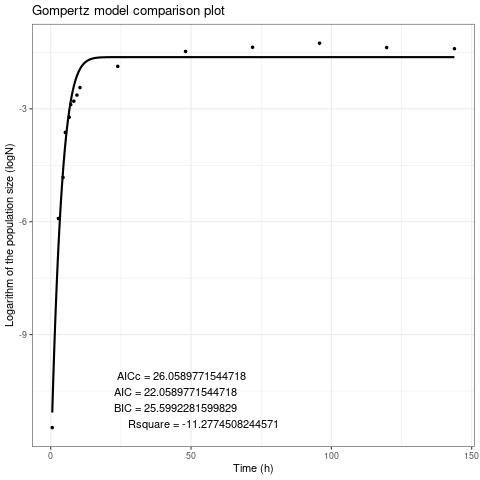 Gompertz model comparison plot
Logarithm of the population size (logN)
-3
-6
-9
AICc = 26.0589771544718
AIC = 22.0589771544718
BIC = 25.5992281599829
Rsquare = -11.2774508244571
0
50
100
150
Time (h)